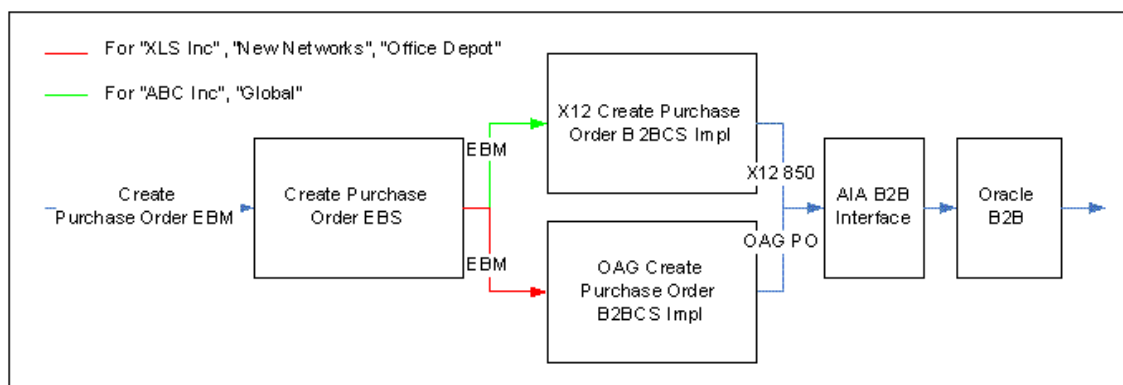 For "XLS Inc", "New Networks", "Office Depot"
For "ABC Inc", "Global"
X12 Create Purchase
Order B2BCS Impl
EBM
X12 850
Create
Purchase Order EBM
Create Purchase
Order EBS
AIA B2B
Interface
Oracle
B2B
OAG PO
EBM
OAG Create
Purchase Order
B2BCS Impl